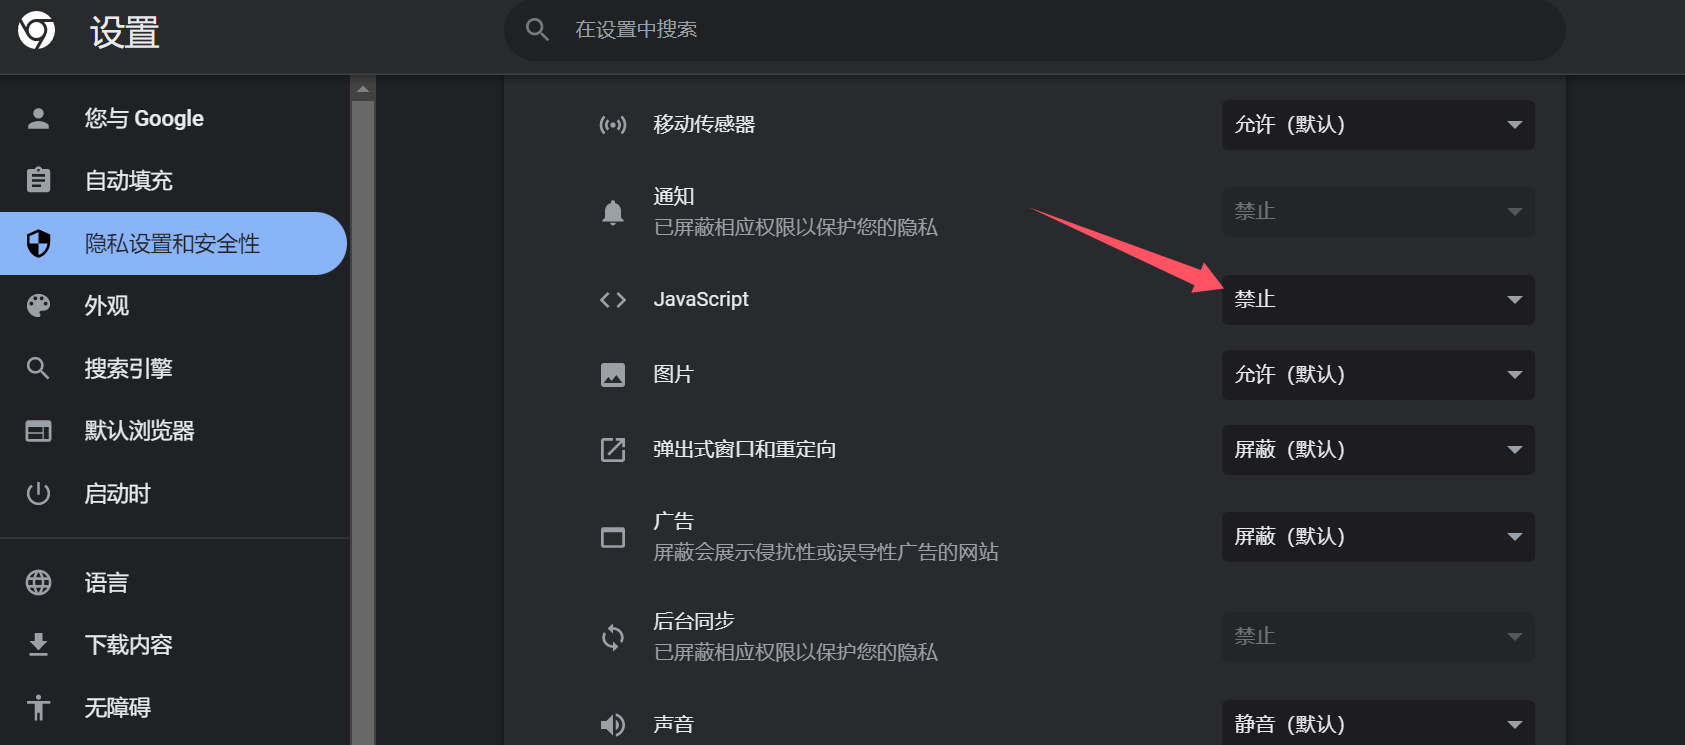 设置
在设置中搜索
您与 Google
自动填充
隐私设置和安全性
外观
搜索引擎
默认浏览器
启动时
语言
下载内容
无障碍
移动传感器
允许（默认）
通知
已屏蔽相应权限以保护您的隐私
禁止
JavaScript
禁止
图片
允许（默认）
弹出式窗口和重定向
屏蔽（默认）
广告
屏蔽会展示侵扰性或误导性广告的网站
屏蔽（默认）
后台同步
已屏蔽相应权限以保护您的隐私
禁止
声音
静音（默认）